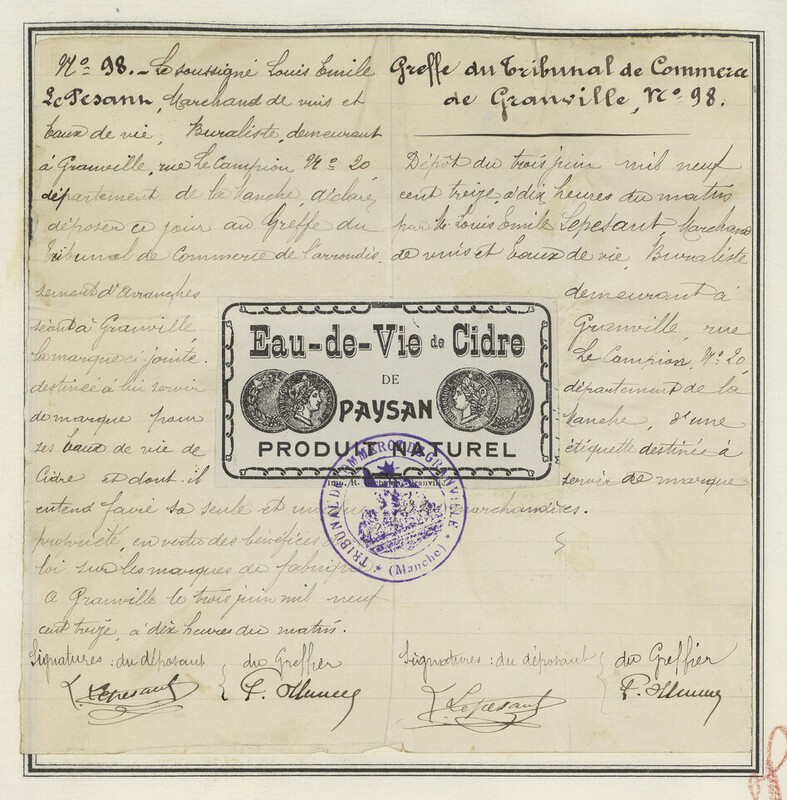 Nº 98. - Le soussigné Louis Emile
LePesant, Marchand de vins et
Eaux de vie, Buraliste, demeurant
à Granville, rue Le Campion Nº 20,
département de la Manche, déclare
déposer ce jour au Greffe du
Tribunal de Commerce de l'arrondis-
sement d'Avranches
séant à Granville
la marque ci jointe
destinée à lui servir
de marque pour
ses Eaux de vie de
Cidre et dont il
entend faire sa seule et
propriété, en vertu des bénéfices
loi sur les marques de fabrique
A Granville le trois juin mil neuf
cent treize, à dix heures du matin.
Signatures : du déposant du Greffier
Lepesant
Greffe du Tribunal de Commerce
de Granville, Nº 98.
Dépôt du trois juin mil neuf
cent treize, à dix heures du matin
par M. Louis Emile Lepesant, Marchand
de vins et Eaux de vie, Buraliste
demeurant à
Granville, rue
Le Campion, Nº 20,
département de la
Manche, d'une
étiquette destinée à
servir de marque
marchandises.
Signatures : du déposant du Greffier
Lepesant
Eau-de-Vie de Cidre
DE
PAYSAN
PRODUIT NATUREL
Granville
TRIBUNAL DE COMMERCE DE GRANVILLE
(Manche)